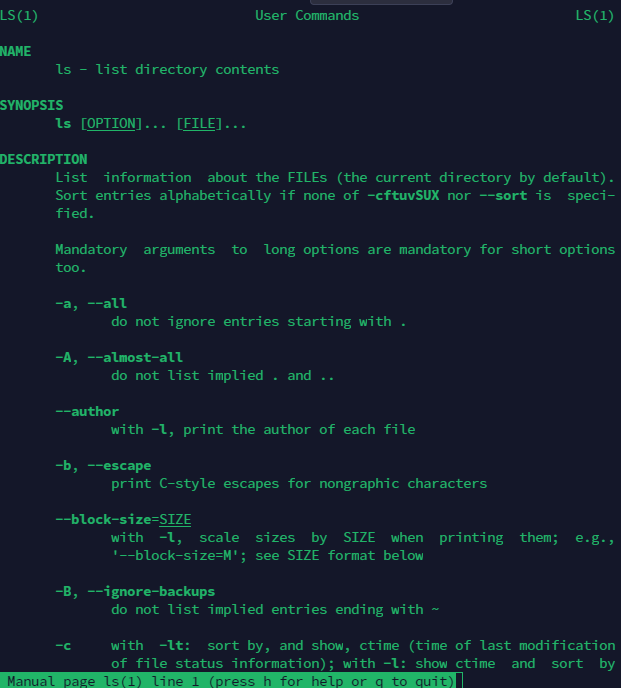 LS(1) User Commands LS(1)
NAME
ls - list directory contents
SYNOPSIS
ls [OPTION]... [FILE]...
DESCRIPTION
List information about the FILEs (the current directory by default).
Sort entries alphabetically if none of -cftuvSUX nor --sort is speci-
fied.
Mandatory arguments to long options are mandatory for short options
too.
-a, --all
do not ignore entries starting with .
-A, --almost-all
do not list implied . and ..
--author
with -l, print the author of each file
-b, --escape
print C-style escapes for nongraphic characters
--block-size=SIZE
with -l, scale sizes by SIZE when printing them; e.g.,
'--block-size=M'; see SIZE format below
-B, --ignore-backups
do not list implied entries ending with ~
-c with -lt: sort by, and show, ctime (time of last modification
of file status information); with -l: show ctime and sort by
Manual page ls(1) line 1 (press h for help or q to quit)